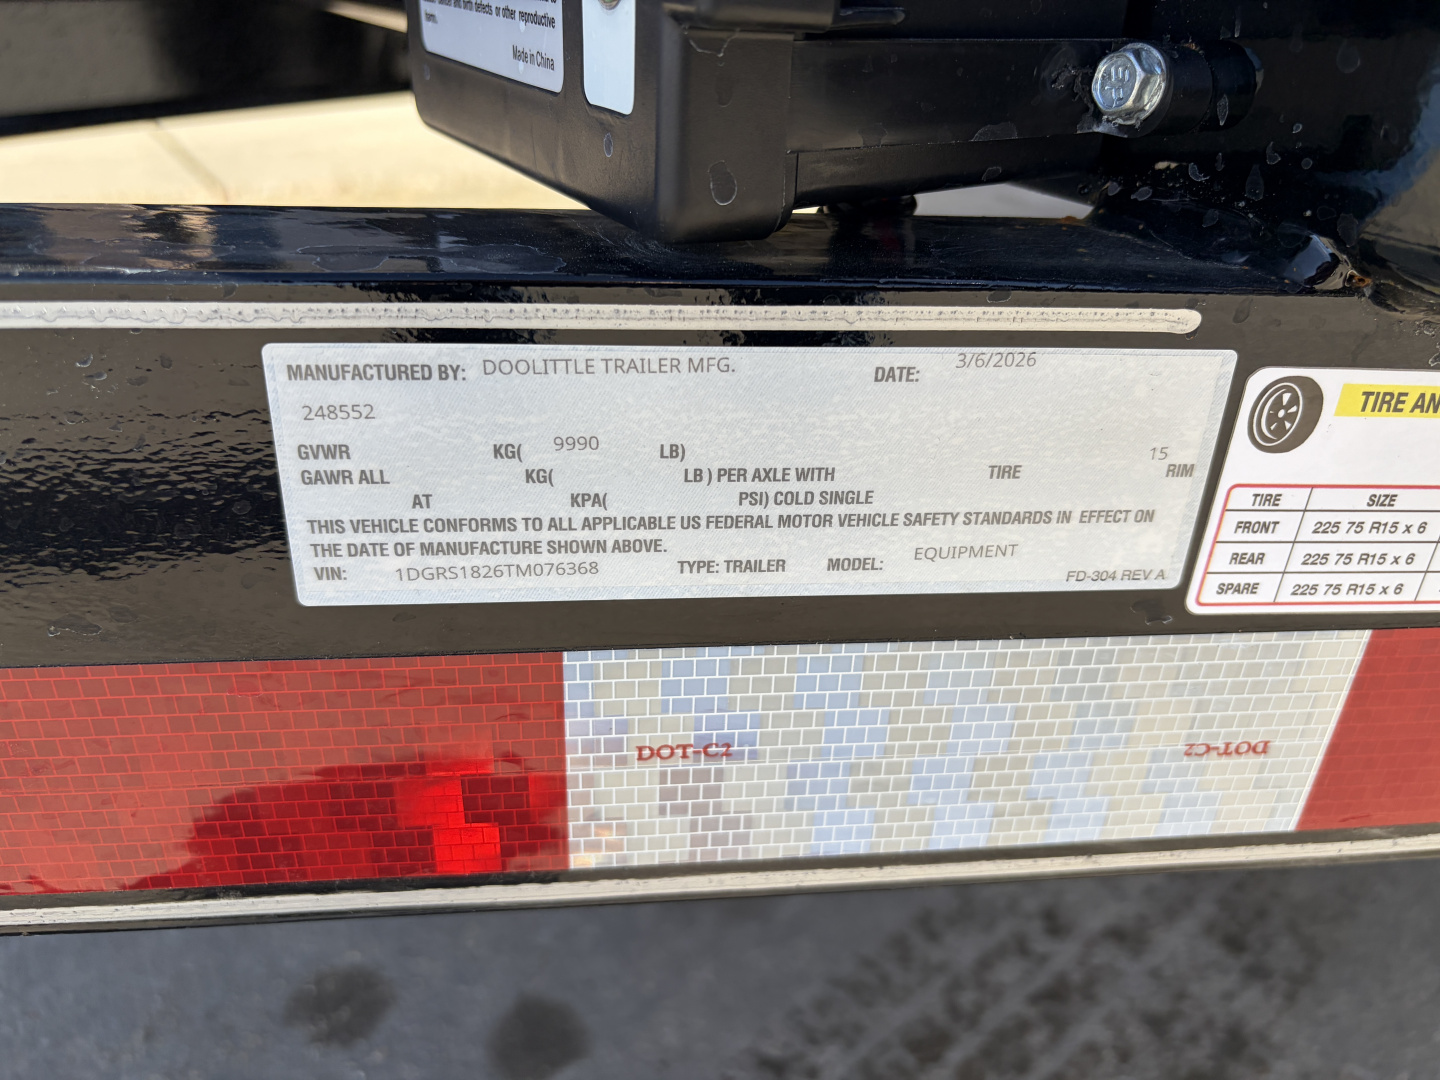 cancer and birth defects or other reproductive
harm.
Made in China
MANUFACTURED BY: DOOLITTLE TRAILER MFG. DATE: 3/6/2026
248552
GVWR KG( 9990 LB)
GAWR ALL KG( LB ) PER AXLE WITH TIRE 15 RIM
AT KPA( PSI) COLD SINGLE
THIS VEHICLE CONFORMS TO ALL APPLICABLE US FEDERAL MOTOR VEHICLE SAFETY STANDARDS IN EFFECT ON
THE DATE OF MANUFACTURE SHOWN ABOVE.
VIN: 1DGRS1826TM076368 TYPE: TRAILER MODEL: EQUIPMENT
FD-304 REV A
TIRE AN
TIRE SIZE
FRONT 225 75 R15 x 6
REAR 225 75 R15 x 6
SPARE 225 75 R15 x 6
DOT-C2
DOT-C2